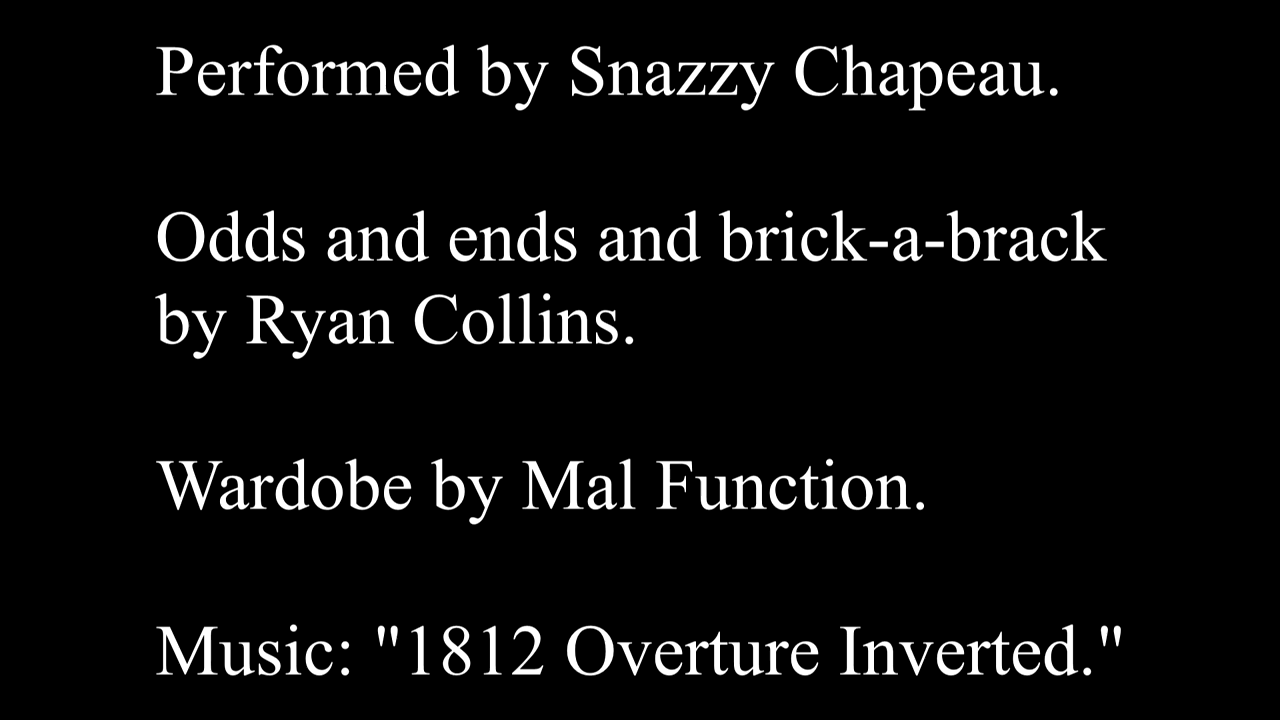 Performed by Snazzy Chapeau.
Odds and ends and brick-a-brack
by Ryan Collins.
Wardobe by Mal Function.
Music: "1812 Overture Inverted."